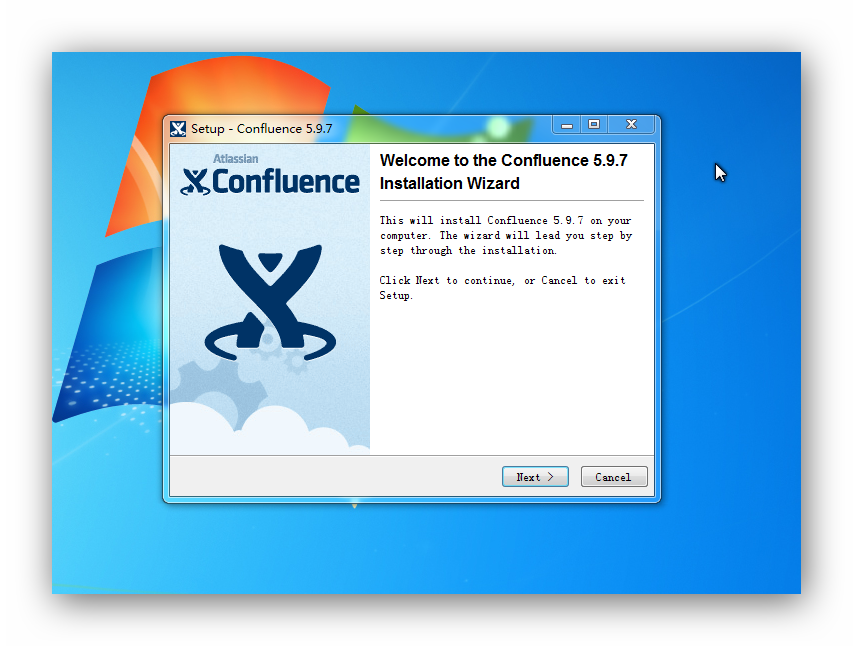 Setup - Confluence 5.9.7
Atlassian
Confluence
Welcome to the Confluence 5.9.7
Installation Wizard
This will install Confluence 5.9.7 on your
computer. The wizard will lead you step by
step through the installation.
Click Next to continue, or Cancel to exit
Setup.
Next >
Cancel